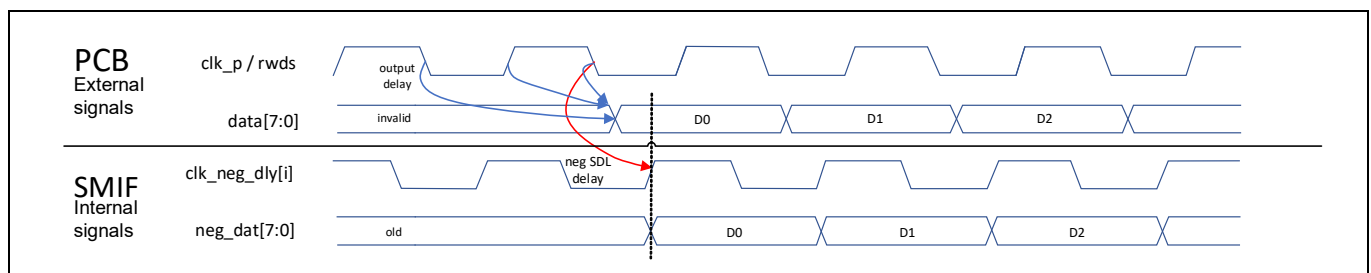 PCB
External
signals
clk_p / rwds
output
delay
data[7:0]
invalid
D0
D1
D2
SMIF
Internal
signals
clk_neg_dly[i]
neg SDL
delay
neg_dat[7:0]
old
D0
D1
D2